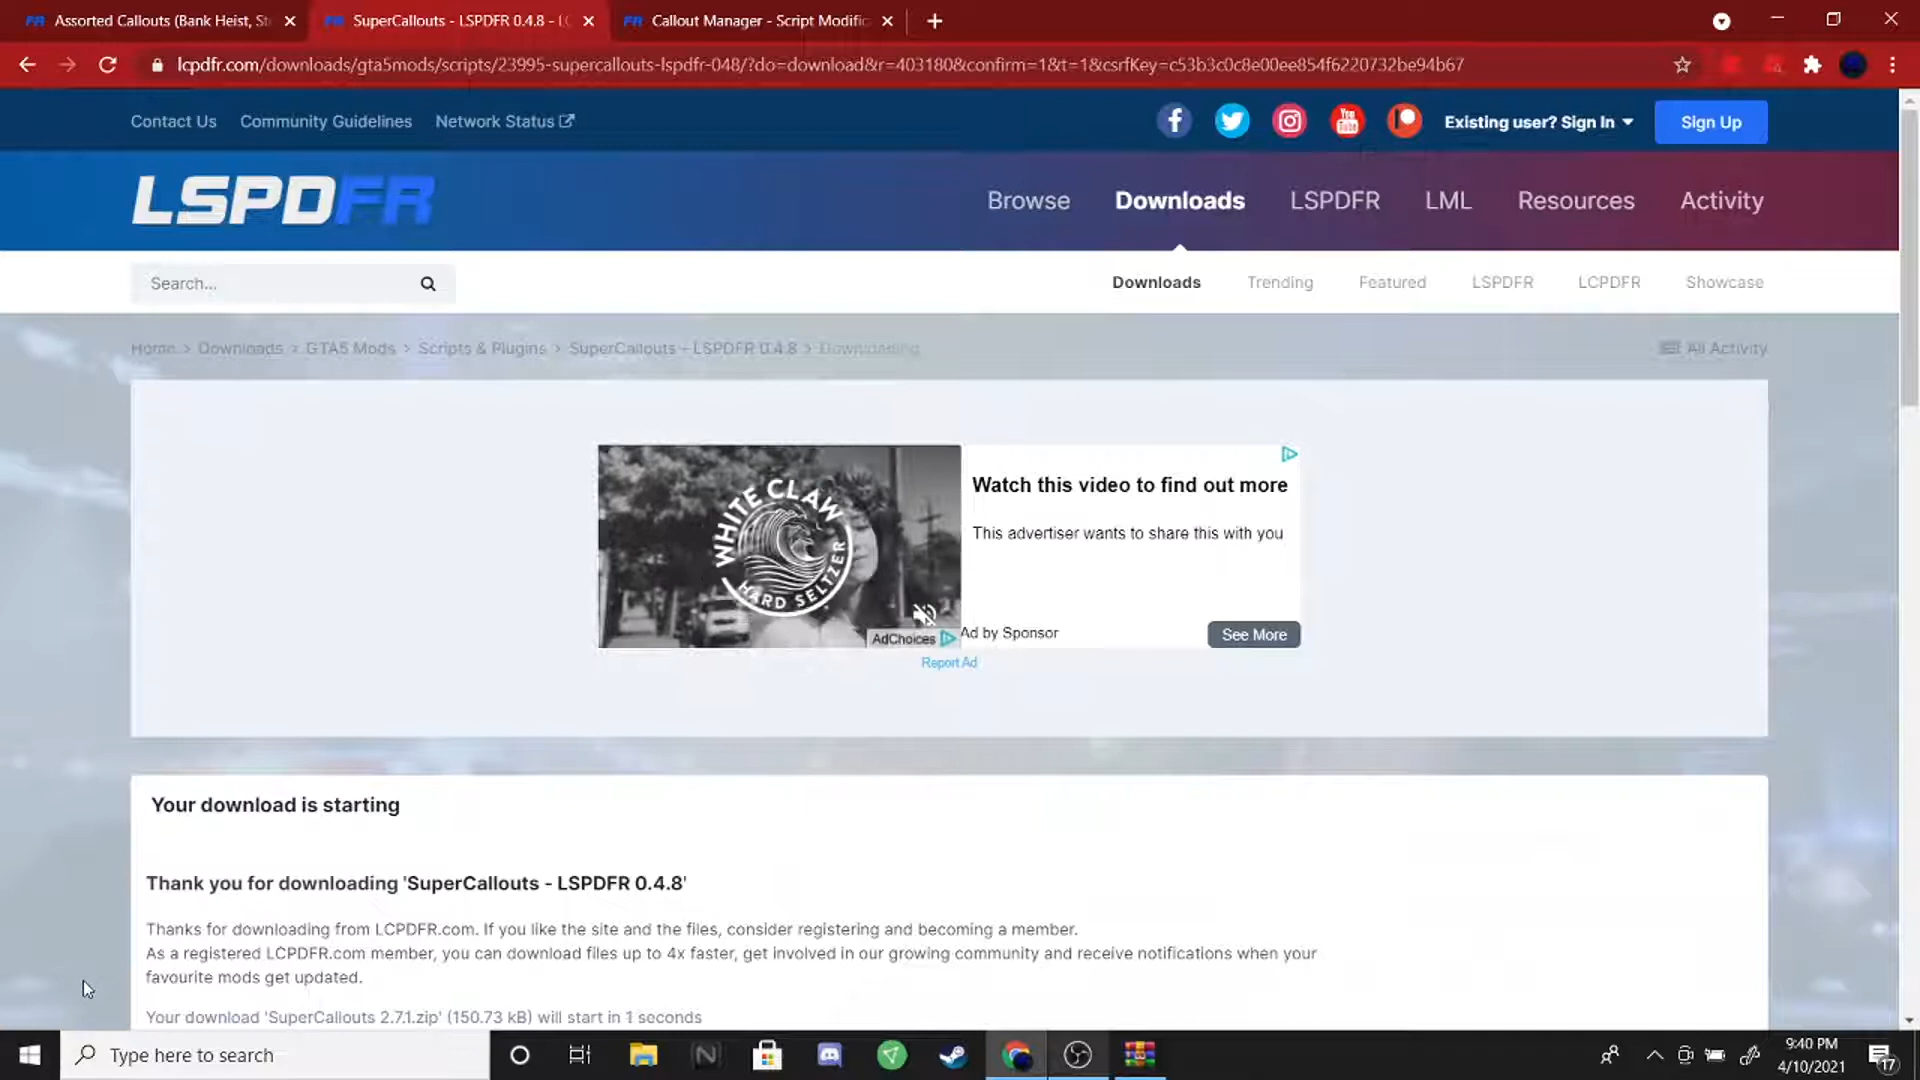 Assorted Callouts (Bank Heist, St
SuperCallouts - LSPDFR 0.4.8 - L
Callout Manager - Script Modific
lcpdfr.com/downloads/gta5mods/scripts/23995-supercallouts-lspdfr-048/?do=download&r=403180&confirm=1&t=1&csrfKey=c53b3c0c8e00ee854f6220732be94b67
Contact Us Community Guidelines Network Status
Existing user? Sign In Sign Up
LSPDFR
Browse Downloads LSPDFR LML Resources Activity
Search...
Downloads Trending Featured LSPDFR LCPDFR Showcase
Home > Downloads > GTA5 Mods > Scripts & Plugins > SuperCallouts - LSPDFR 0.4.8 > Downloading
All Activity
WHITE CLAW
HARD SELTZER
AdChoices
Watch this video to find out more
This advertiser wants to share this with you
Ad by Sponsor
See More
Report Ad
Your download is starting
Thank you for downloading 'SuperCallouts - LSPDFR 0.4.8'
Thanks for downloading from LCPDFR.com. If you like the site and the files, consider registering and becoming a member.
As a registered LCPDFR.com member, you can download files up to 4x faster, get involved in our growing community and receive notifications when your
favourite mods get updated.
Your download 'SuperCallouts 2.7.1.zip' (150.73 kB) will start in 1 seconds
Type here to search
9:40 PM
4/10/2021
17